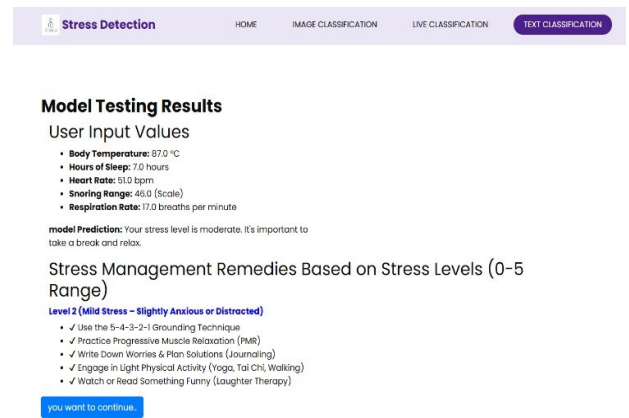 Stress Detection
HOME
IMAGE CLASSIFICATION
LIVE CLASSIFICATION
TEXT CLASSIFICATION
Model Testing Results
User Input Values
• Body Temperature: 87.0 °C
• Hours of Sleep: 7.0 hours
• Heart Rate: 51.0 bpm
• Snoring Range: 46.0 (Scale)
• Respiration Rate: 17.0 breaths per minute
model Prediction: Your stress level is moderate. It's important to
take a break and relax.
Stress Management Remedies Based on Stress Levels (0-5
Range)
Level 2 (Mild Stress – Slightly Anxious or Distracted)
• ✓ Use the 5-4-3-2-1 Grounding Technique
• ✓ Practice Progressive Muscle Relaxation (PMR)
• ✓ Write Down Worries & Plan Solutions (Journaling)
• ✓ Engage in Light Physical Activity (Yoga, Tai Chi, Walking)
• ✓ Watch or Read Something Funny (Laughter Therapy)
you want to continue..